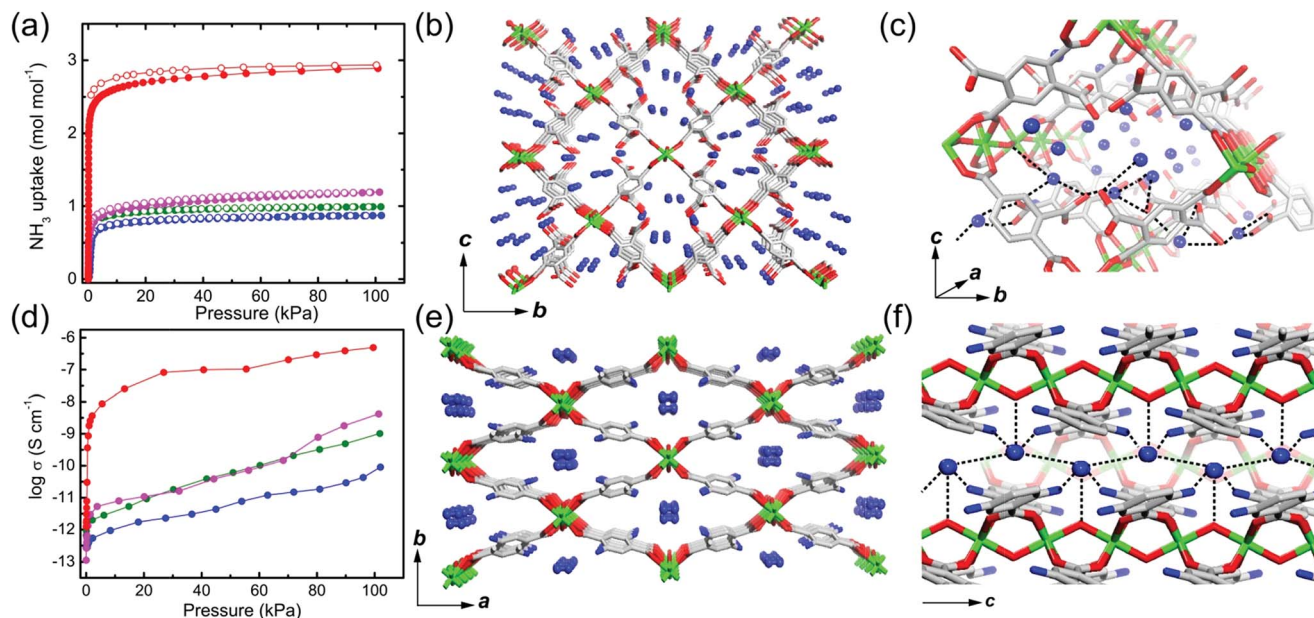 (a)
NH₃ uptake (mol mol⁻¹)
3
2
1
0
0 20 40 60 80 100
Pressure (kPa)
(b)
c
b
(c)
c
a
b
(d)
log σ (S cm⁻¹)
-6
-7
-8
-9
-10
-11
-12
-13
0 20 40 60 80 100
Pressure (kPa)
(e)
b
a
(f)
c